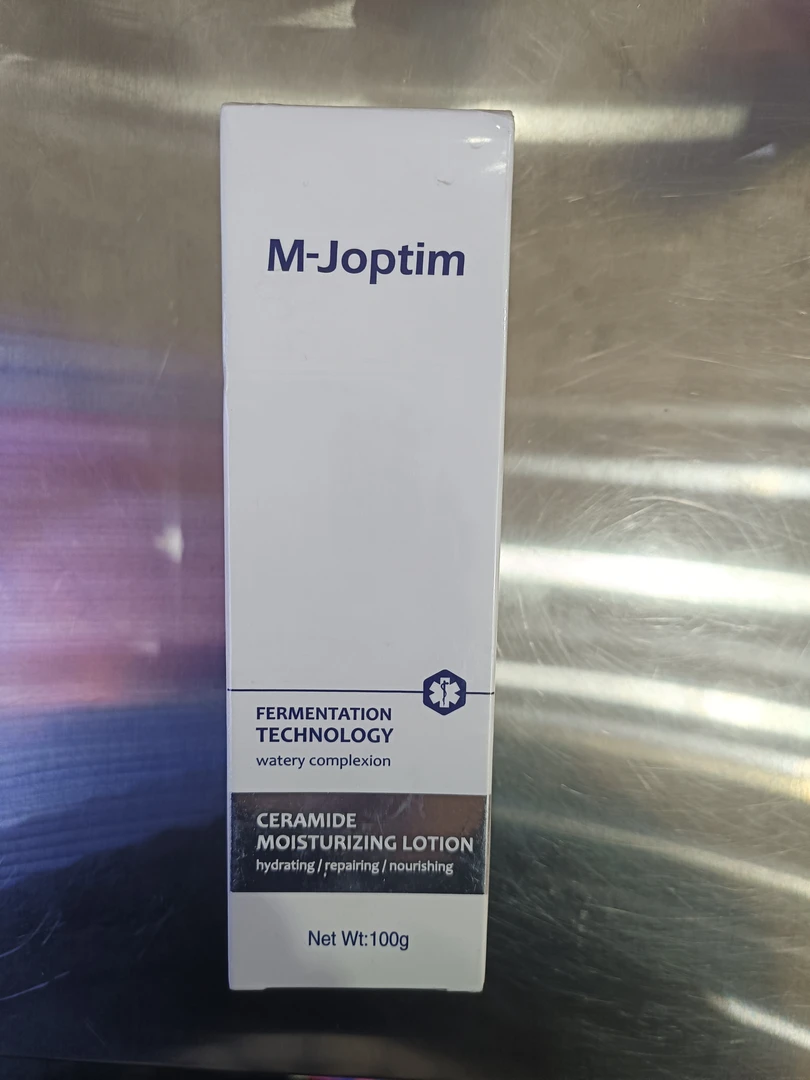 M-Joptim
FERMENTATION
TECHNOLOGY
watery complexion
CERAMIDE
MOISTURIZING LOTION
hydrating / repairing / nourishing
Net Wt:100g